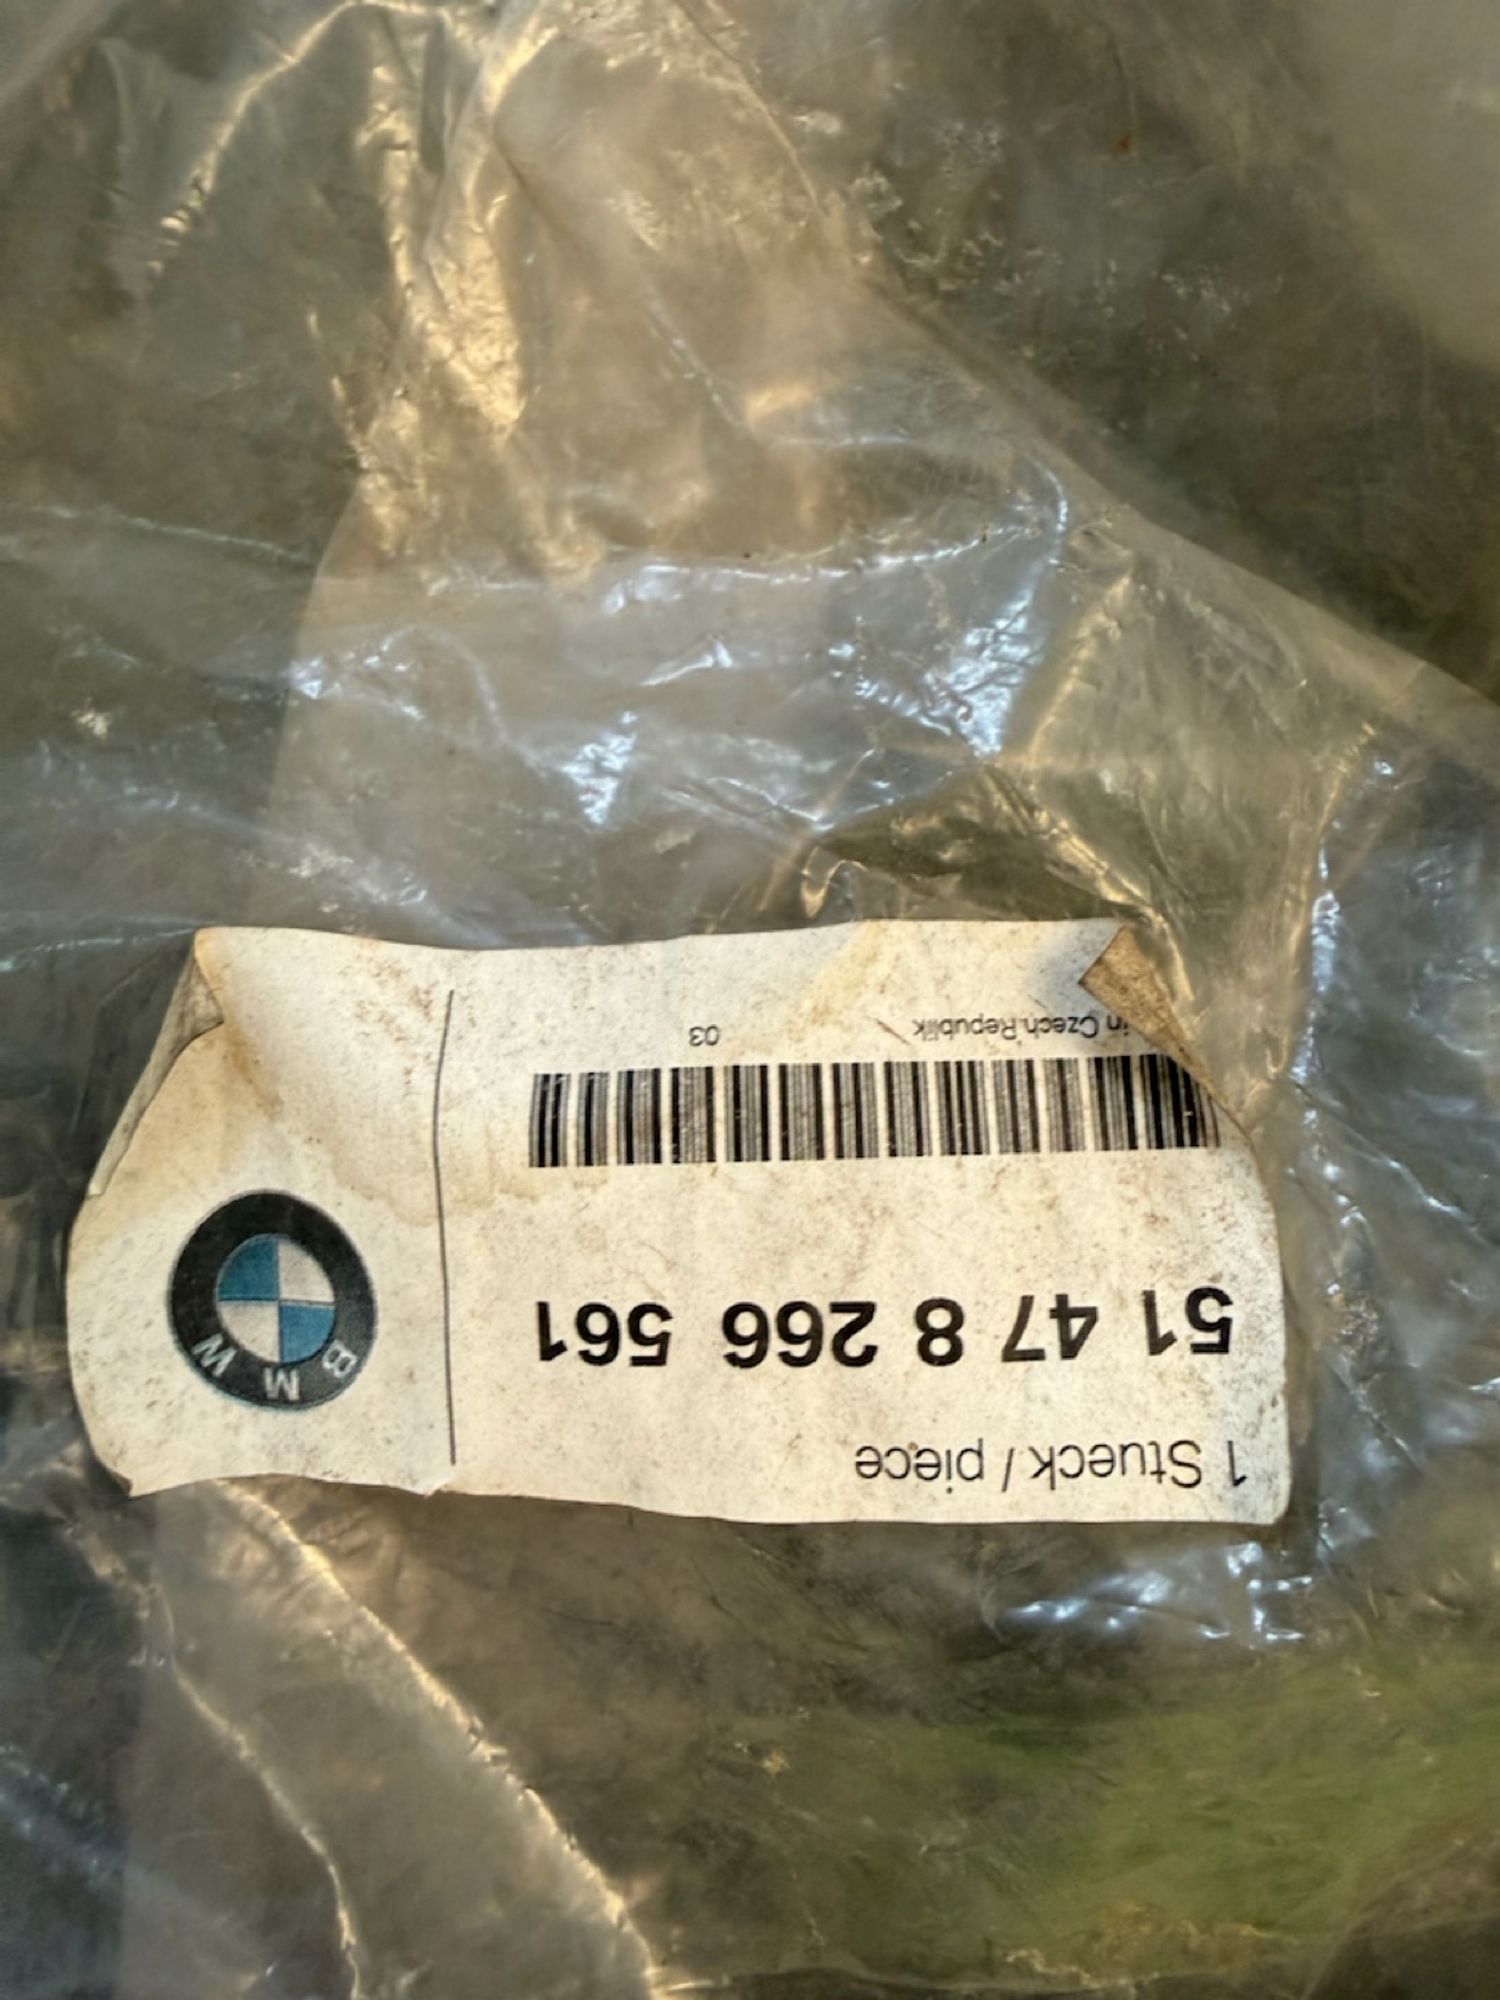 1 Stueck / piece
51 47 8 266 561
in Czech Republik 03
BMW